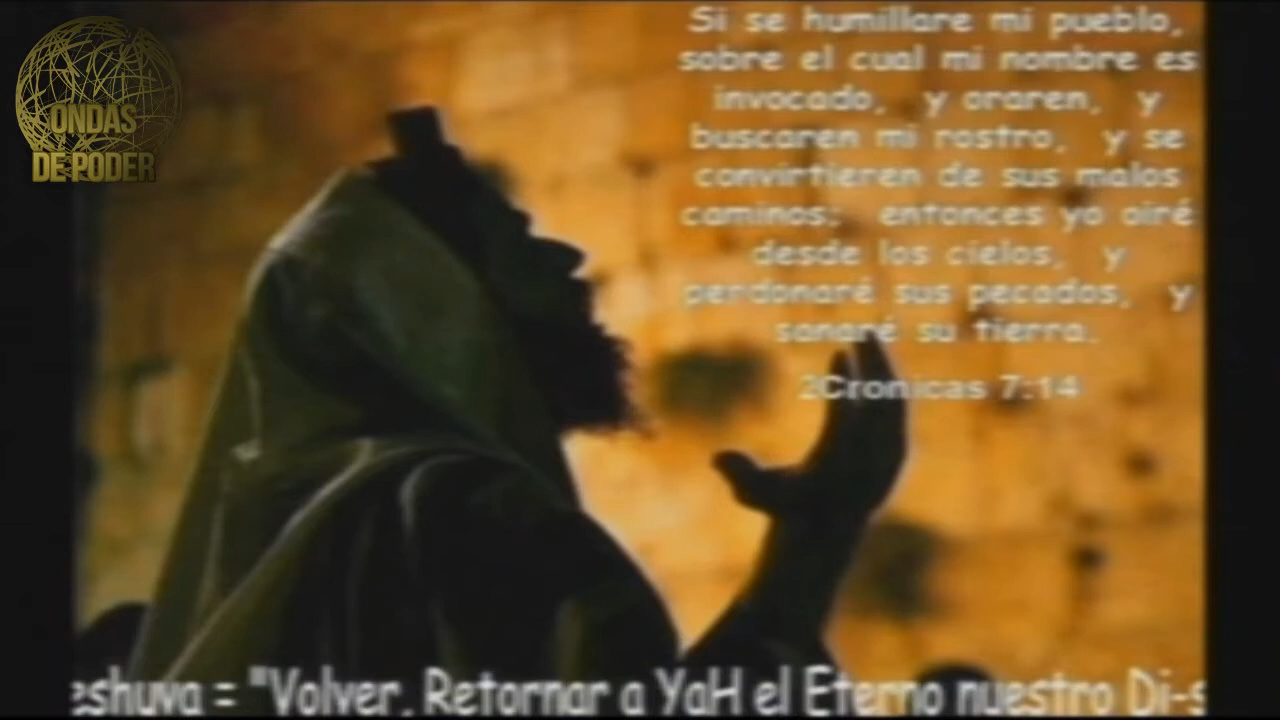 ONDAS
DE PODER
Si se humillare mi pueblo,
sobre el cual mi nombre es
invocado, y oraren, y
buscaren mi rostro, y se
convirtieren de sus malos
caminos; entonces yo oiré
desde los cielos, y
perdonaré sus pecados, y
sanaré su tierra.
2Cronicas 7:14
eshuva = "Volver, Retornar a YaH el Eterno nuestro Di-s